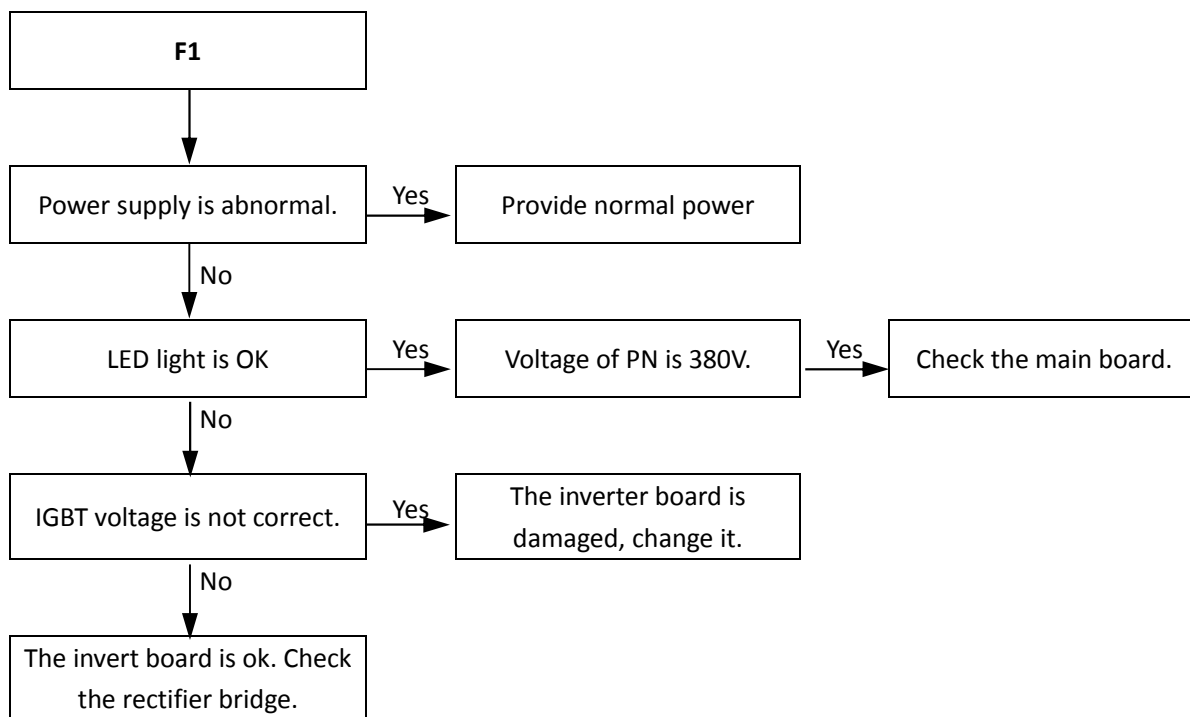 F1
Power supply is abnormal.
Yes
Provide normal power
No
LED light is OK
Yes
Voltage of PN is 380V.
Yes
Check the main board.
No
IGBT voltage is not correct.
Yes
The inverter board is
damaged, change it.
No
The invert board is ok. Check
the rectifier bridge.